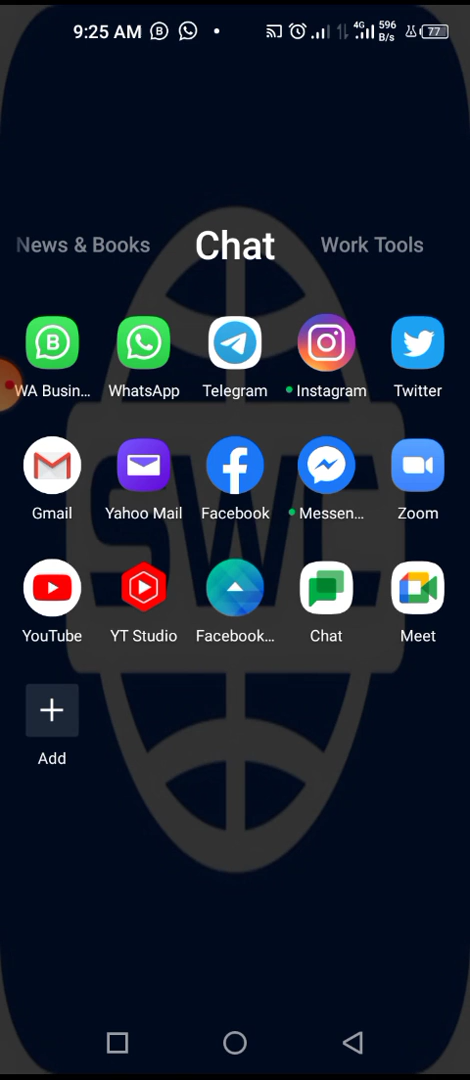 9:25 AM
4G 596 B/s 77
News & Books Chat Work Tools
WA Busin... WhatsApp Telegram Instagram Twitter
Gmail Yahoo Mail Facebook Messen... Zoom
SWC
YouTube YT Studio Facebook... Chat Meet
Add